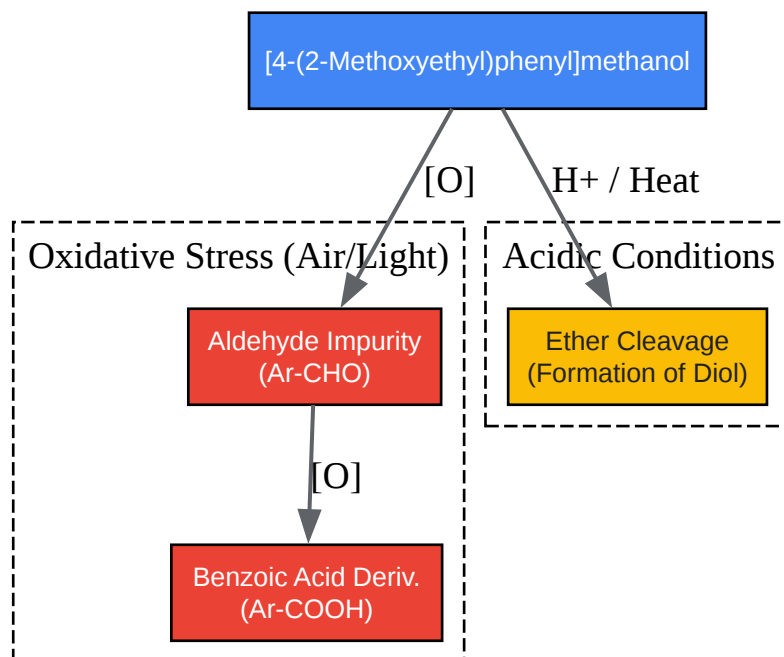 [4-(2-Methoxyethyl)phenyl]methanol
[O]
H+ / Heat
Oxidative Stress (Air/Light)
Acidic Conditions
Aldehyde Impurity
(Ar-CHO)
Ether Cleavage
(Formation of Diol)
[O]
Benzoic Acid Deriv.
(Ar-COOH)